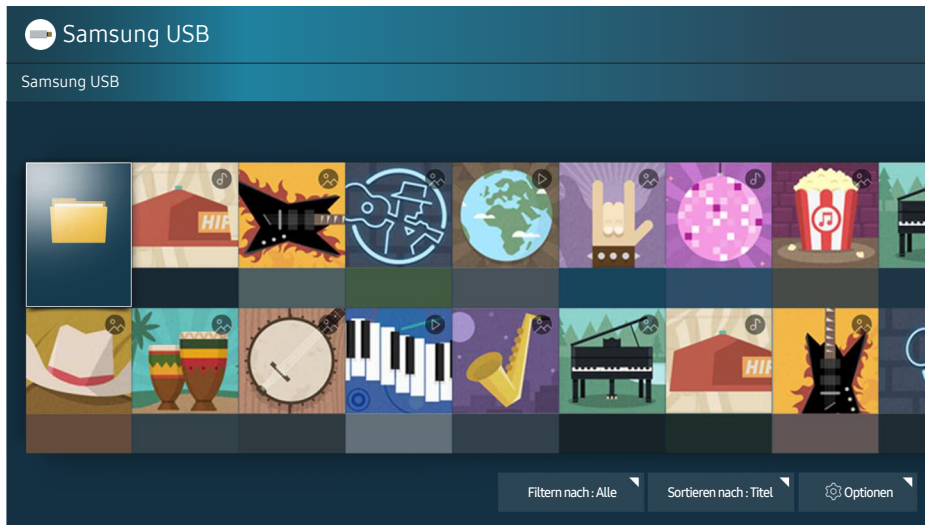 Samsung USB
Samsung USB
HIF
HIF
Filtern nach : Alle
Sortieren nach : Titel
Optionen